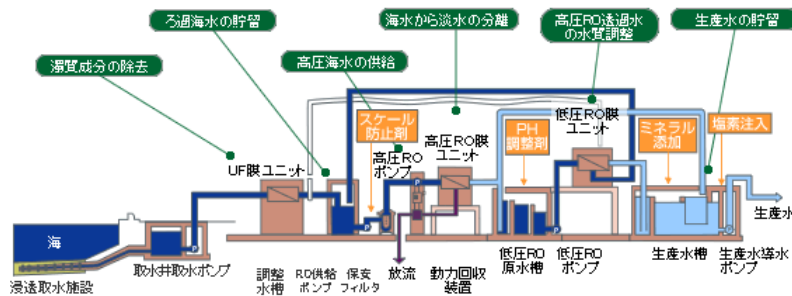 ろ過海水の貯留
海水から淡水の分離
高圧RO透過水
の水質調整
生産水の貯留
濁質成分の除去
高圧海水の供給
スケール
防止剤
低圧RO膜
ユニット
PH
調整剤
ミネラル
添加
塩素注入
高圧RO膜
ユニット
高圧RO
ポンプ
UF膜ユニット
P
P
P
P
P
生産水
海
浸透取水施設
取水井
取水ポンプ
調整
水槽
RO供給
ポンプ
保安
フィルタ
放流
動力回収
装置
低圧RO
原水槽
低圧RO
ポンプ
生産水槽
生産水導水
ポンプ